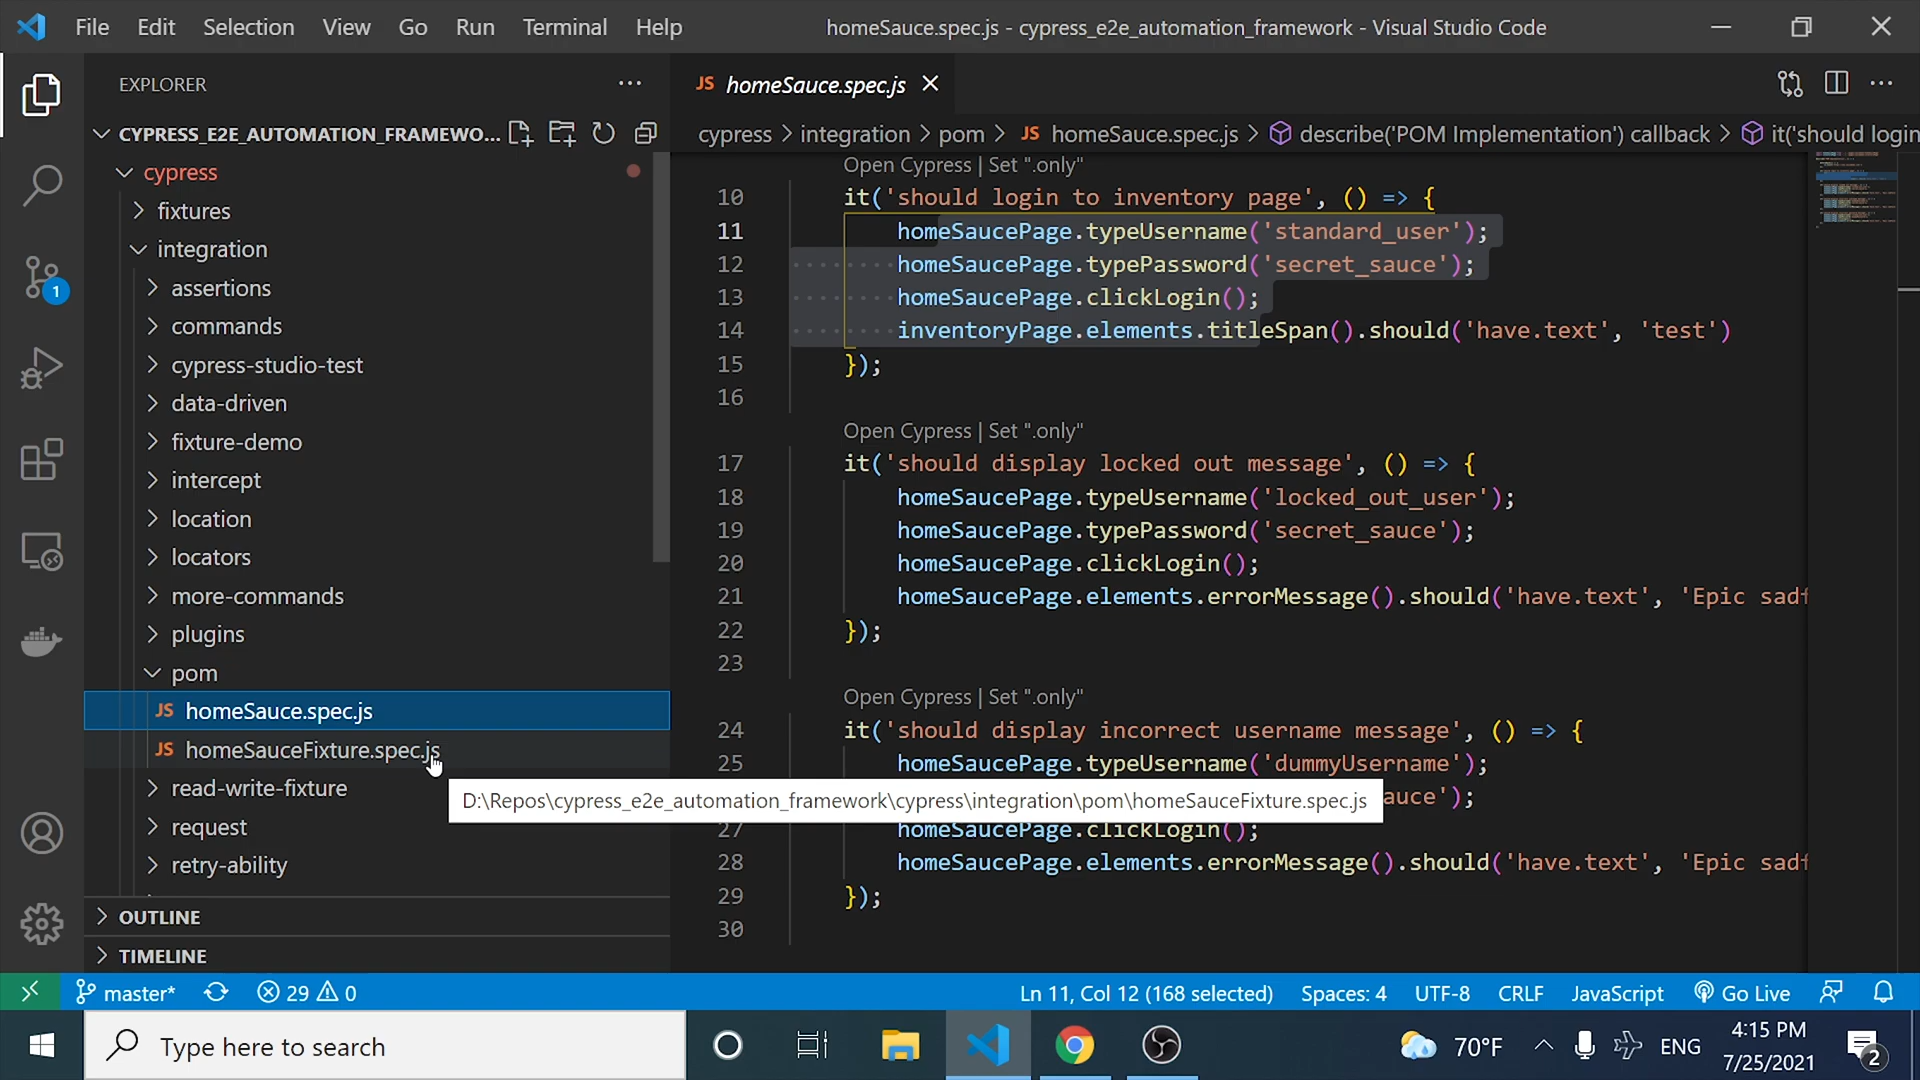 File Edit Selection View Go Run Terminal Help
homeSauce.spec.js - cypress_e2e_automation_framework - Visual Studio Code
EXPLORER
CYPRESS_E2E_AUTOMATION_FRAMEWO...
cypress
fixtures
integration
assertions
commands
cypress-studio-test
data-driven
fixture-demo
intercept
location
locators
more-commands
plugins
pom
JS homeSauce.spec.js
JS homeSauceFixture.spec.js
read-write-fixture
request
retry-ability
OUTLINE
TIMELINE
1
JS homeSauce.spec.js
cypress > integration > pom > JS homeSauce.spec.js > describe('POM Implementation') callback > it('should login
Open Cypress | Set ".only"
10 it('should login to inventory page', () => {
11 homeSaucePage.typeUsername('standard_user');
12 homeSaucePage.typePassword('secret_sauce');
13 homeSaucePage.clickLogin();
14 inventoryPage.elements.titleSpan().should('have.text', 'test')
15 });
16
Open Cypress | Set ".only"
17 it('should display locked out message', () => {
18 homeSaucePage.typeUsername('locked_out_user');
19 homeSaucePage.typePassword('secret_sauce');
20 homeSaucePage.clickLogin();
21 homeSaucePage.elements.errorMessage().should('have.text', 'Epic sadf
22 });
23
Open Cypress | Set ".only"
24 it('should display incorrect username message', () => {
25 homeSaucePage.typeUsername('dummyUsername');
auce');
D:\Repos\cypress_e2e_automation_framework\cypress\integration\pom\homeSauceFixture.spec.js
27 homeSaucePage.clickLogin();
28 homeSaucePage.elements.errorMessage().should('have.text', 'Epic sadf
29 });
30
master* 29 0
Ln 11, Col 12 (168 selected) Spaces: 4 UTF-8 CRLF JavaScript Go Live
Type here to search
70°F ENG
4:15 PM
7/25/2021
2